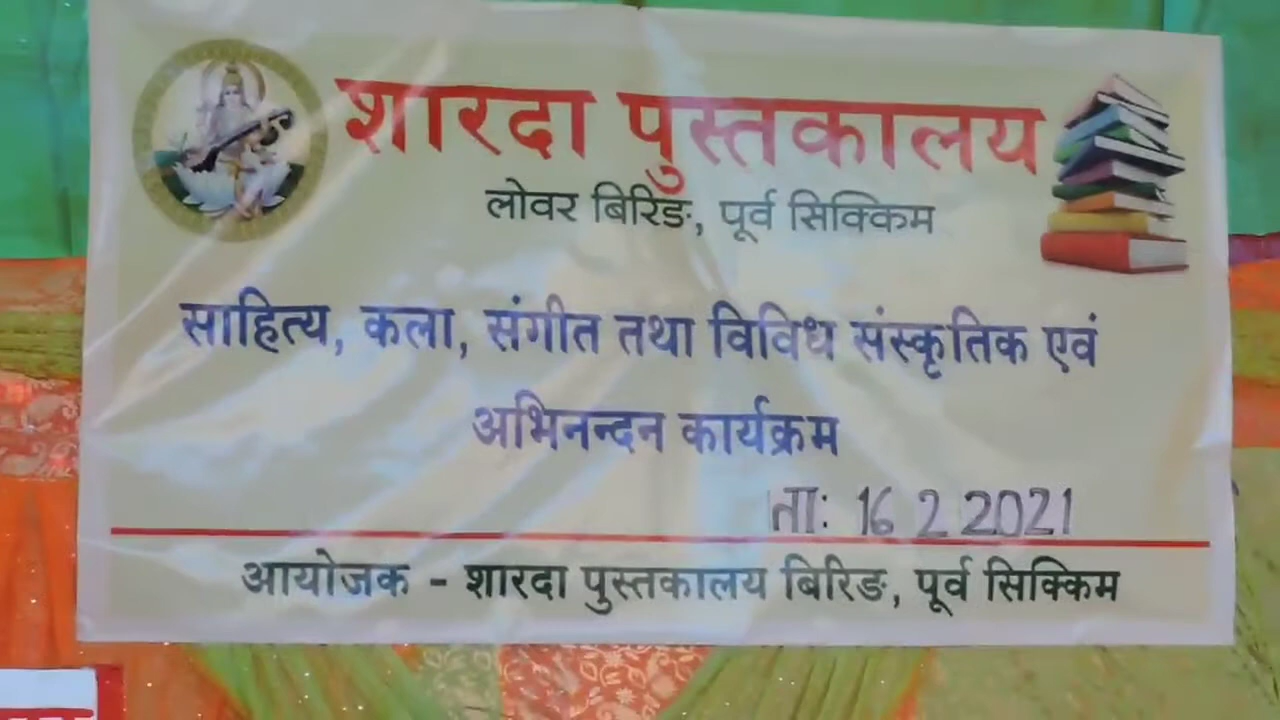 शारदा पुस्तकालय
लोवर बिरिङ, पूर्व सिक्किम
साहित्य, कला, संगीत तथा विविध संस्कृतिक एवं
अभिनन्दन कार्यक्रम
ता: 16 2 2021
आयोजक - शारदा पुस्तकालय बिरिङ, पूर्व सिक्किम